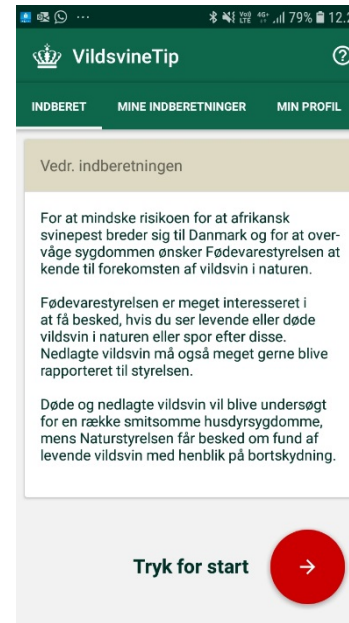 79% 12.2
VildsvineTip
INDBERET MINE INDBERETNINGER MIN PROFIL
Vedr. indberetningen
For at mindske risikoen for at afrikansk
svinepest breder sig til Danmark og for at over-
våge sygdommen ønsker Fødevarestyrelsen at
kende til forekomsten af vildsvin i naturen.
Fødevarestyrelsen er meget interesseret i
at få besked, hvis du ser levende eller døde
vildsvin i naturen eller spor efter disse.
Nedlagte vildsvin må også meget gerne blive
rapporteret til styrelsen.
Døde og nedlagte vildsvin vil blive undersøgt
for en række smitsomme husdyrsygdomme,
mens Naturstyrelsen får besked om fund af
levende vildsvin med henblik på bortskydning.
Tryk for start